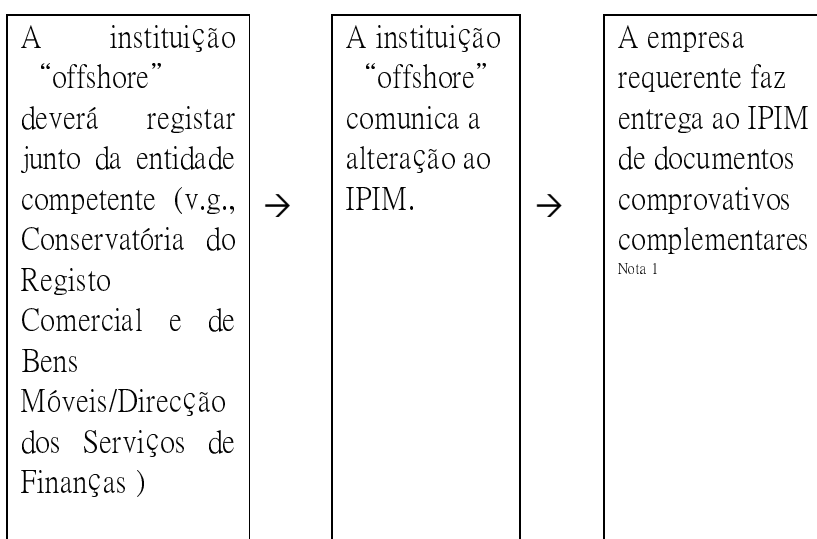 A instituição
“offshore”
deverá registar
junto da entidade
competente (v.g.,
Conservatória do
Registo
Comercial e de
Bens
Móveis/Direcção
dos Serviços de
Finanças )
→
A instituição
“offshore”
comunica a
alteração ao
IPIM.
→
A empresa
requerente faz
entrega ao IPIM
de documentos
comprovativos
complementares
Nota 1